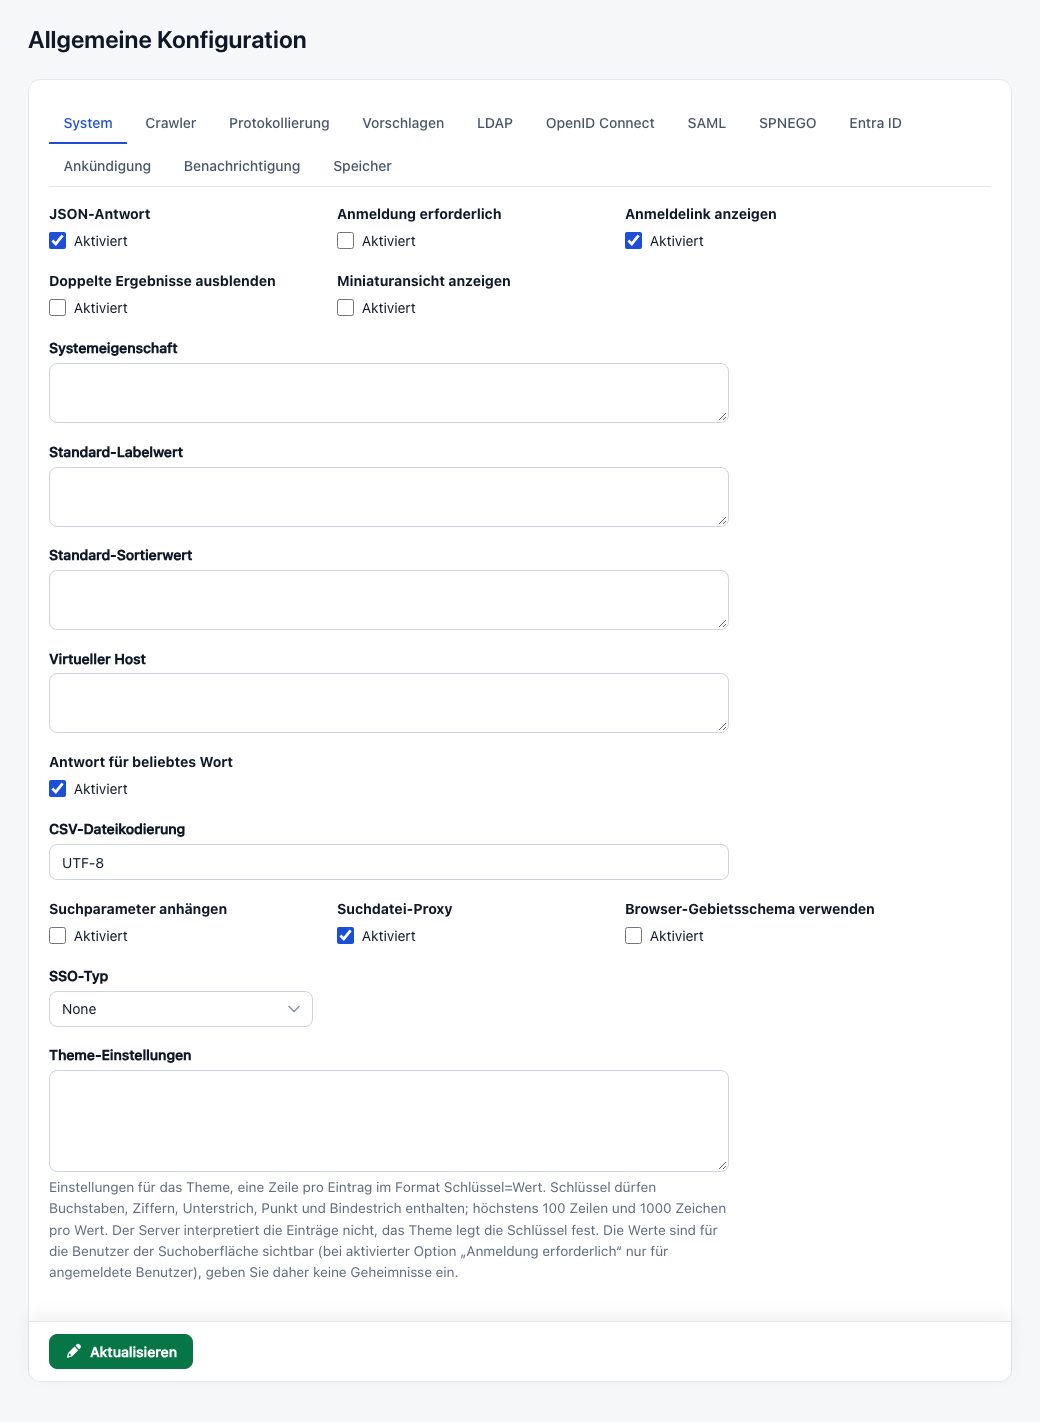 Allgemeine Konfiguration
System Crawler Protokollierung Vorschlagen LDAP OpenID Connect SAML SPNEGO Entra ID
Ankündigung Benachrichtigung Speicher
JSON-Antwort Anmeldung erforderlich Anmeldelink anzeigen
Aktiviert Aktiviert Aktiviert
Doppelte Ergebnisse ausblenden Miniaturansicht anzeigen
Aktiviert Aktiviert
Systemeigenschaft
Standard-Labelwert
Standard-Sortierwert
Virtueller Host
Antwort für beliebtes Wort
Aktiviert
CSV-Dateikodierung
UTF-8
Suchparameter anhängen Suchdatei-Proxy Browser-Gebietsschema verwenden
Aktiviert Aktiviert Aktiviert
SSO-Typ
None
Theme-Einstellungen
Einstellungen für das Theme, eine Zeile pro Eintrag im Format Schlüssel=Wert. Schlüssel dürfen
Buchstaben, Ziffern, Unterstrich, Punkt und Bindestrich enthalten; höchstens 100 Zeilen und 1000 Zeichen
pro Wert. Der Server interpretiert die Einträge nicht, das Theme legt die Schlüssel fest. Die Werte sind für
die Benutzer der Suchoberfläche sichtbar (bei aktivierter Option „Anmeldung erforderlich“ nur für
angemeldete Benutzer), geben Sie daher keine Geheimnisse ein.
Aktualisieren